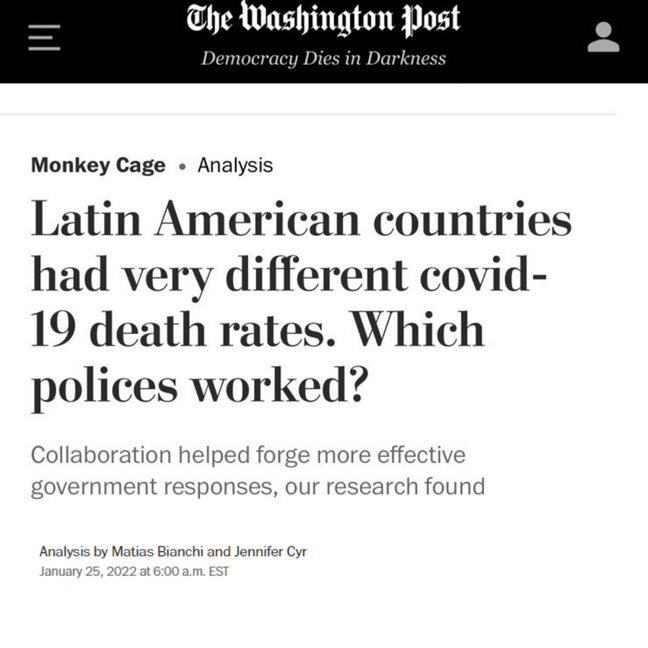 The Washington Post
Democracy Dies in Darkness
Monkey Cage • Analysis
Latin American countries
had very different covid-
19 death rates. Which
polices worked?
Collaboration helped forge more effective
government responses, our research found
Analysis by Matias Bianchi and Jennifer Cyr
January 25, 2022 at 6:00 a.m. EST